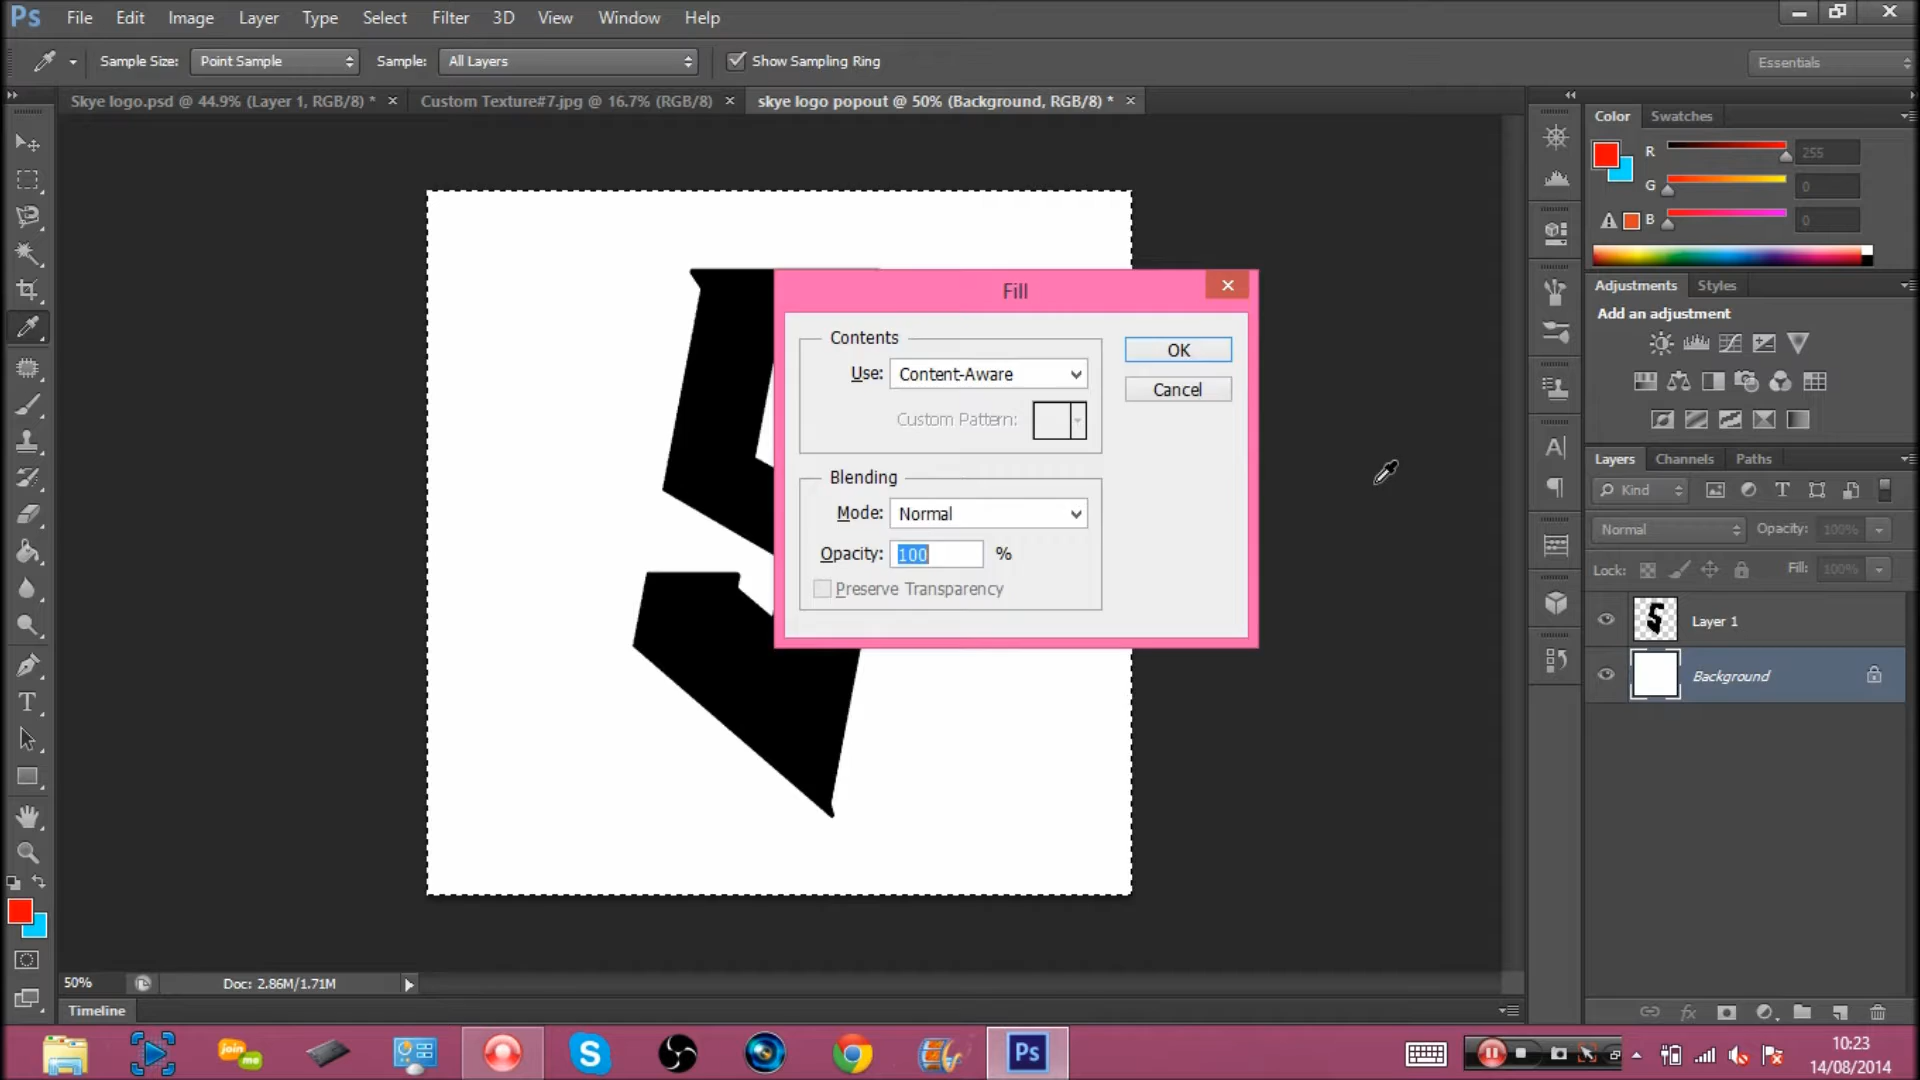 Ps File Edit Image Layer Type Select Filter 3D View Window Help
Sample Size: Point Sample Sample: All Layers Show Sampling Ring Essentials
Skye logo.psd @ 44.9% (Layer 1, RGB/8) * Custom Texture#7.jpg @ 16.7% (RGB/8) skye logo popout @ 50% (Background, RGB/8) *
Color Swatches
R 255
G 0
B 0
Adjustments Styles
Add an adjustment
Fill
Contents
Use: Content-Aware
Custom Pattern:
OK
Cancel
Blending
Mode: Normal
Opacity: 100 %
Preserve Transparency
Layers Channels Paths
Kind
Normal Opacity: 100%
Lock: Fill: 100%
Layer 1
Background
50% Doc: 2.86M/1.71M
Timeline
join me
Ps
10:23
14/08/2014